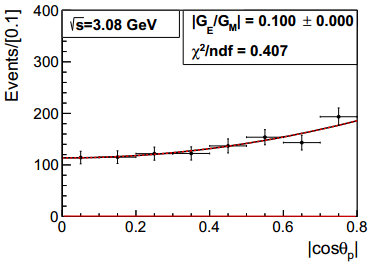 Events/[0.1]
√s=3.08 GeV
|G_E/G_M| = 0.100 ± 0.000
χ²/ndf = 0.407
400
300
200
100
0
0 0.2 0.4 0.6 0.8
|cosθ_p|